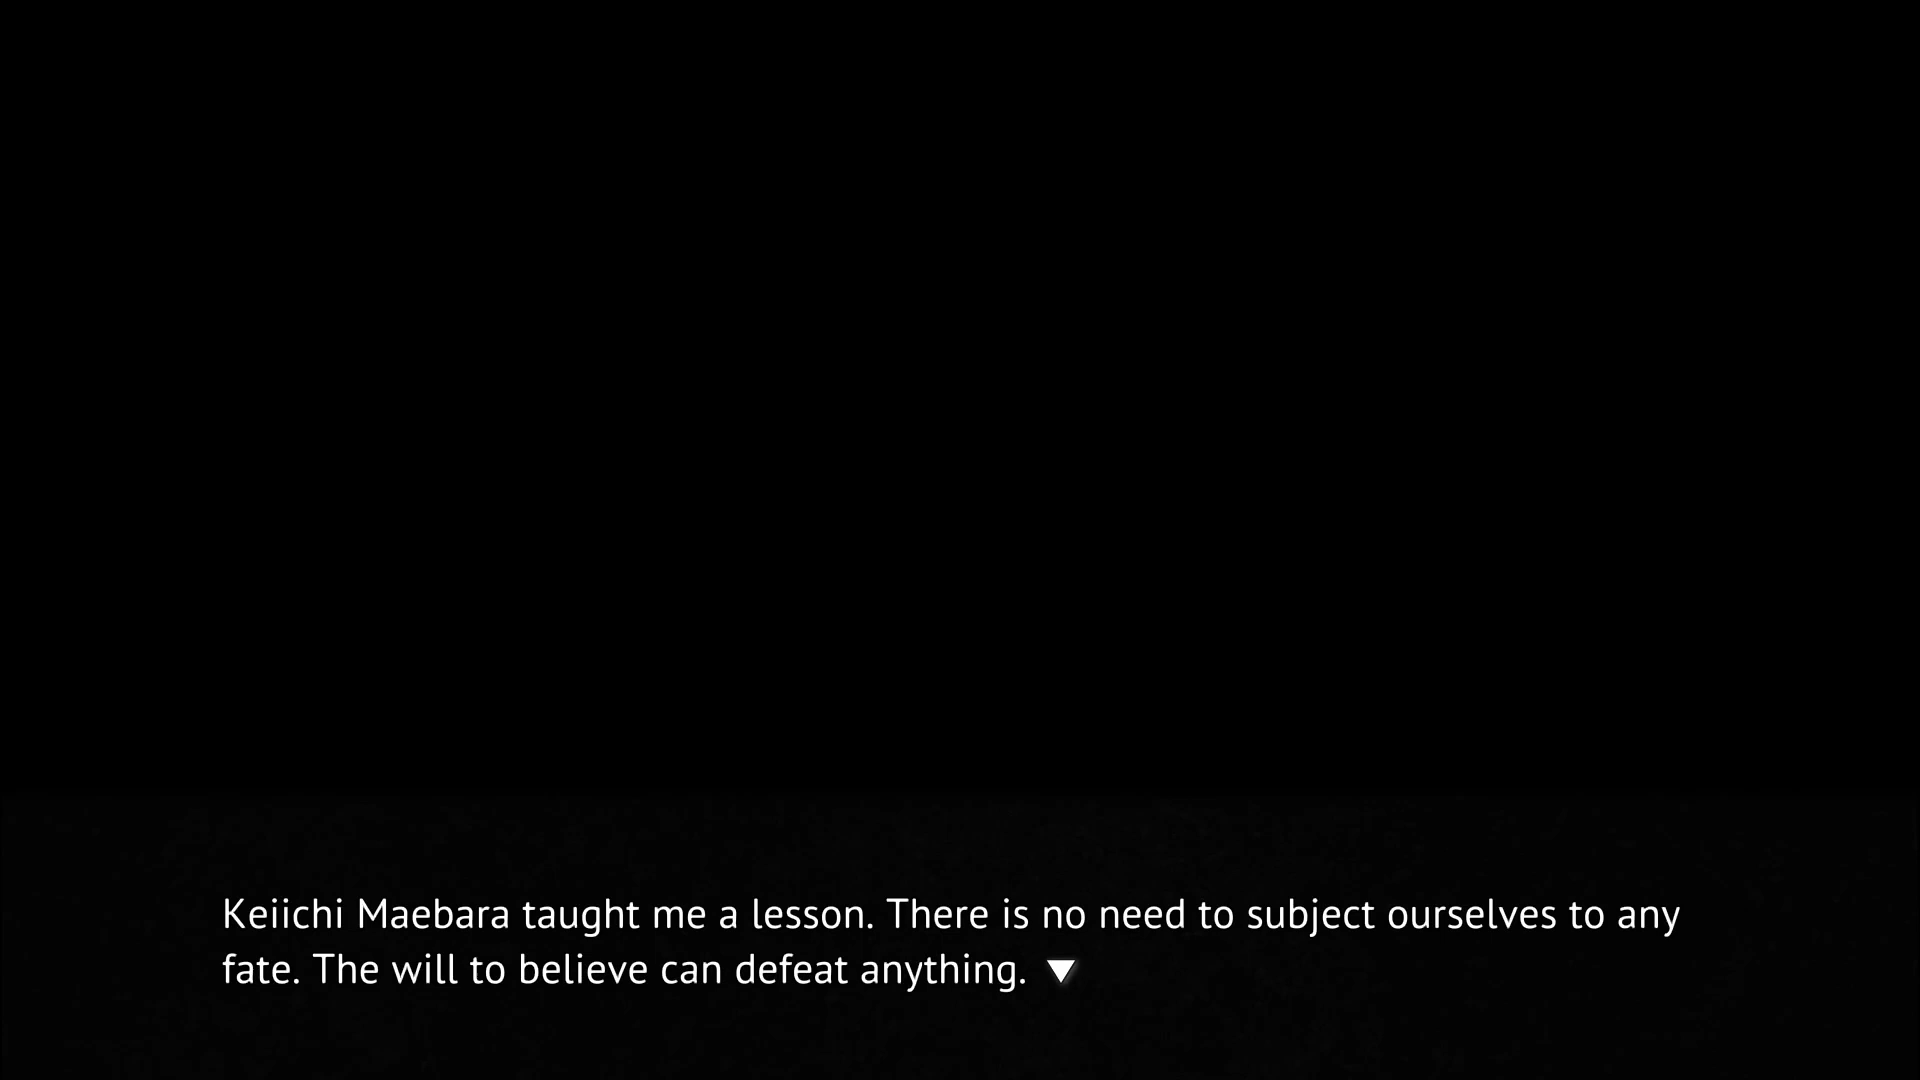 Keiichi Maebara taught me a lesson. There is no need to subject ourselves to any
fate. The will to believe can defeat anything.